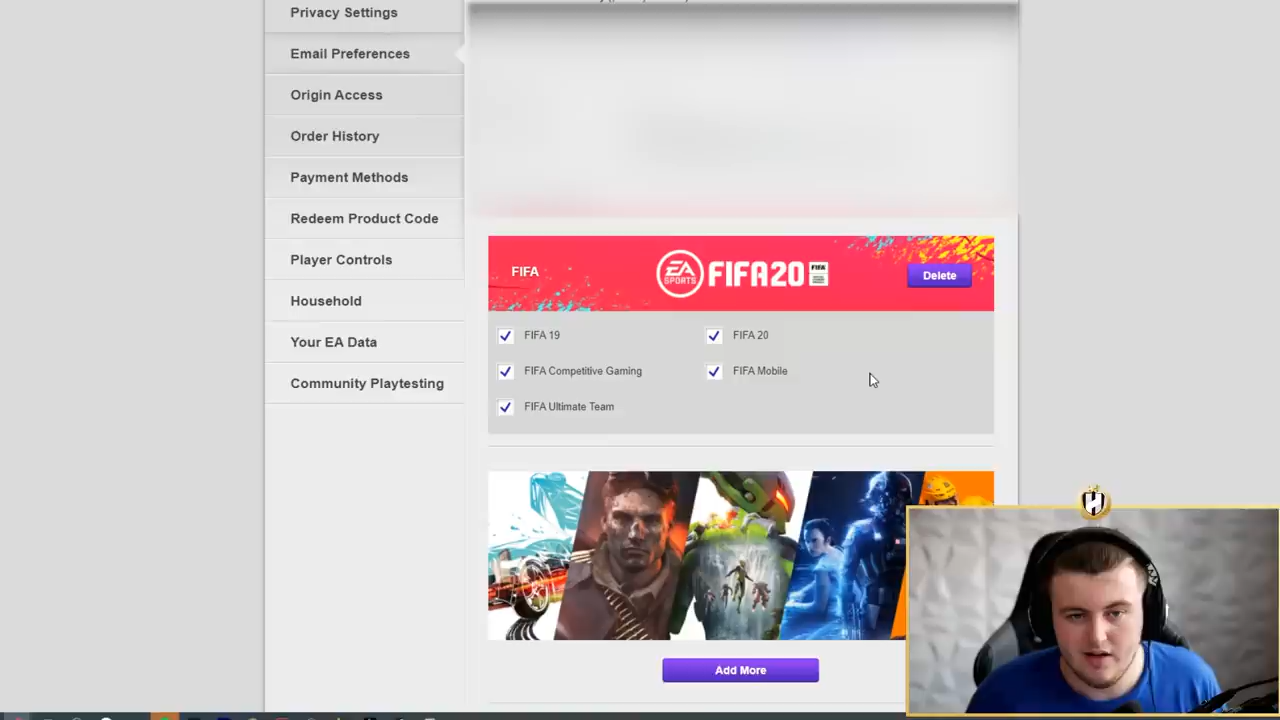 Privacy Settings
Email Preferences
Origin Access
Order History
Payment Methods
Redeem Product Code
Player Controls
Household
Your EA Data
Community Playtesting
FIFA
EA
SPORTS
FIFA20
FIFA
Delete
FIFA 19
FIFA 20
FIFA Competitive Gaming
FIFA Mobile
FIFA Ultimate Team
Add More
H